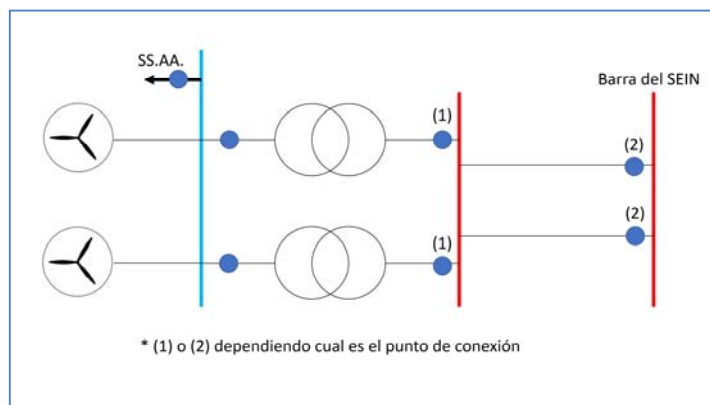 SS.AA.
Barra del SEIN
(1)
(2)
(2)
(1)
* (1) o (2) dependiendo cual es el punto de conexión